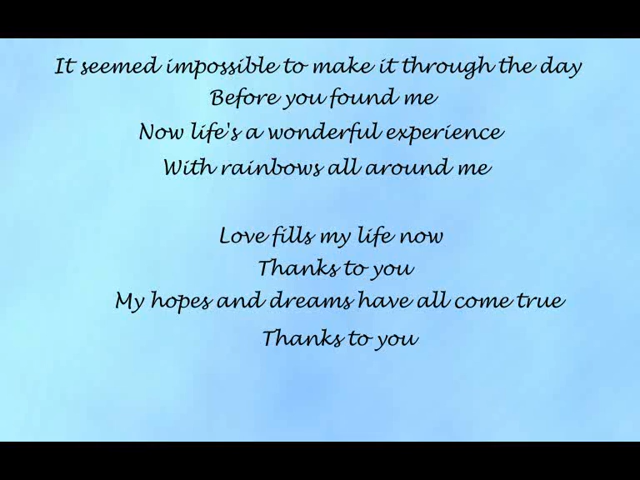 It seemed impossible to make it through the day
Before you found me
Now life's a wonderful experience
With rainbows all around me
Love fills my life now
Thanks to you
My hopes and dreams have all come true
Thanks to you